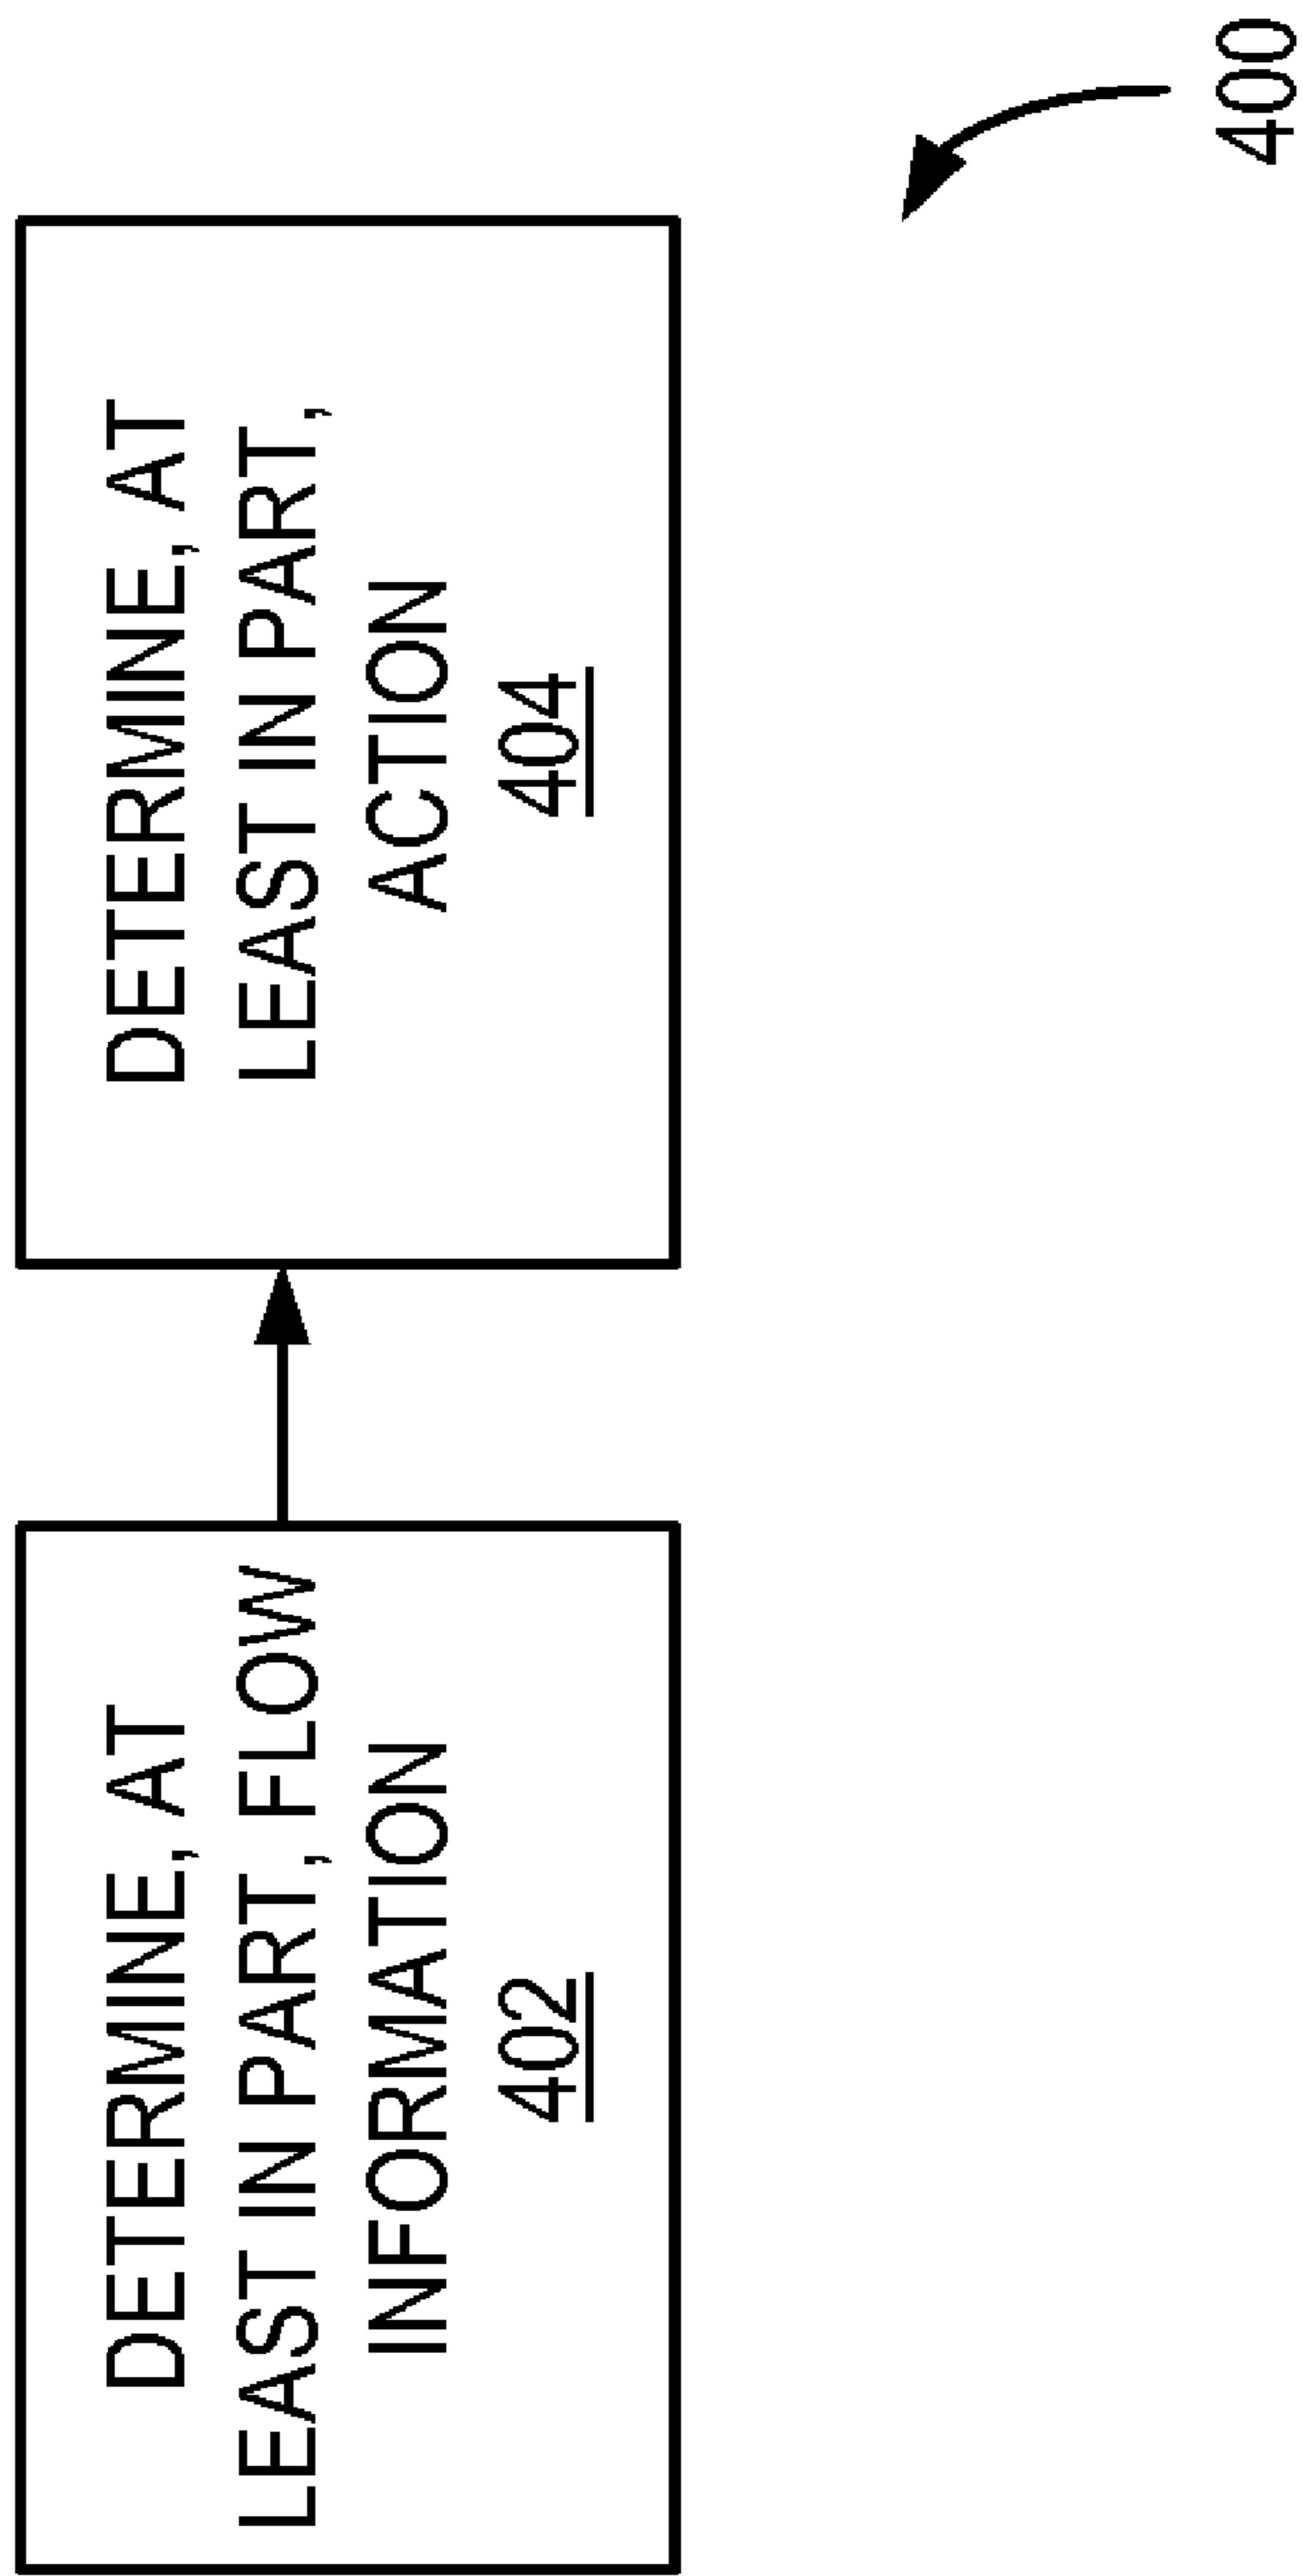 DETERMINE, AT
LEAST IN PART, FLOW
INFORMATION
402
DETERMINE, AT
LEAST IN PART,
ACTION
404
400